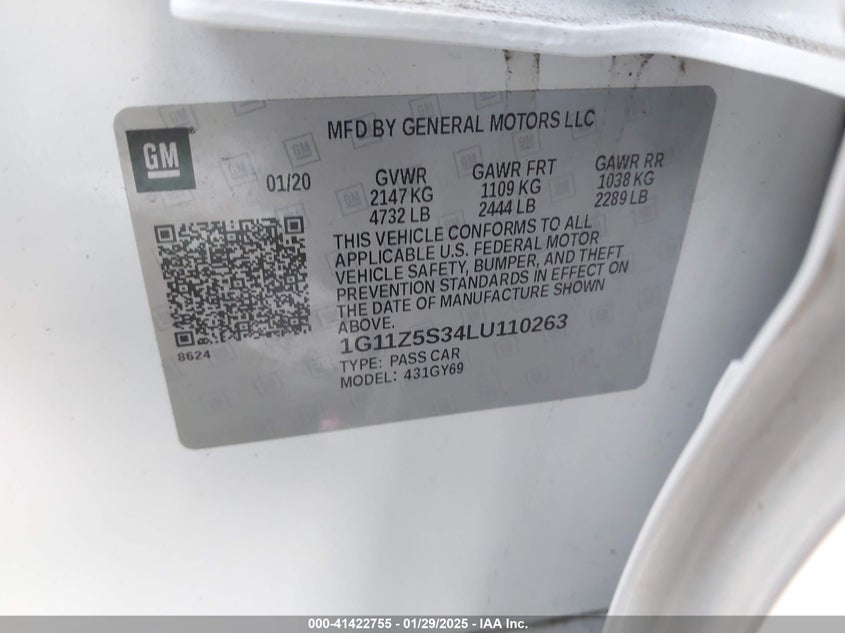 MFD BY GENERAL MOTORS LLC
GM
01/20
GVWR GAWR FRT GAWR RR
2147 KG 1109 KG 1038 KG
4732 LB 2444 LB 2289 LB
THIS VEHICLE CONFORMS TO ALL
APPLICABLE U.S. FEDERAL MOTOR
VEHICLE SAFETY, BUMPER, AND THEFT
PREVENTION STANDARDS IN EFFECT ON
THE DATE OF MANUFACTURE SHOWN
ABOVE.
8624
1G11Z5S34LU110263
TYPE: PASS CAR
MODEL: 431GY69
000-41422755 - 01/29/2025 - IAA Inc.